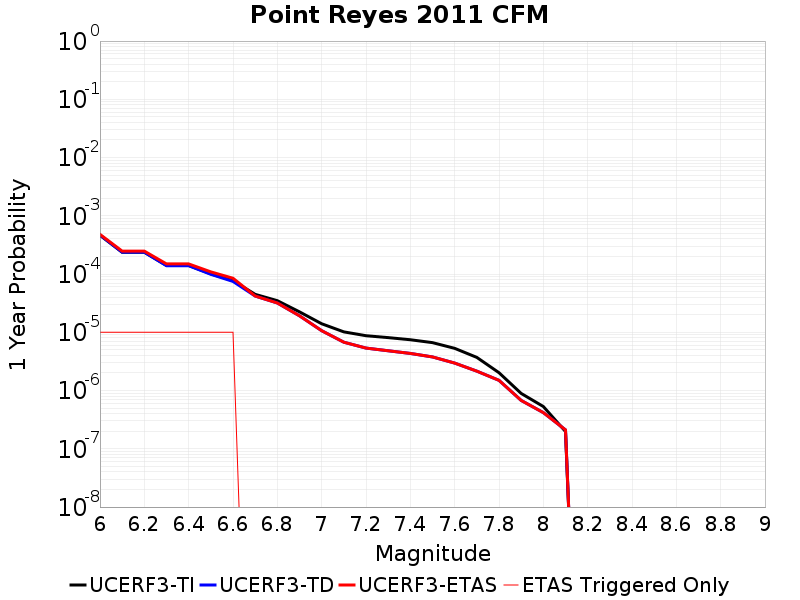 Point Reyes 2011 CFM
1 Year Probability
10^0
10^-1
10^-2
10^-3
10^-4
10^-5
10^-6
10^-7
10^-8
6 6.2 6.4 6.6 6.8 7 7.2 7.4 7.6 7.8 8 8.2 8.4 8.6 8.8 9
Magnitude
UCERF3-TI UCERF3-TD UCERF3-ETAS ETAS Triggered Only